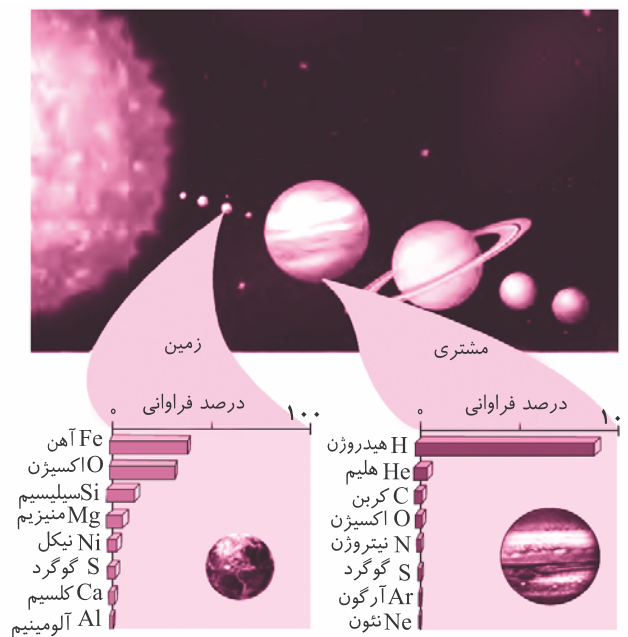 زمین
مشتری
درصد فراوانی
۰ ۱۰۰
Fe آهن
O اکسیژن
Si سیلیسیم
Mg منیزیم
Ni نیکل
S گوگرد
Ca کلسیم
Al آلومینیم
درصد فراوانی
۰ ۱۰
H هیدروژن
He هلیم
C کربن
O اکسیژن
N نیتروژن
S گوگرد
Ar آرگون
Ne نئون